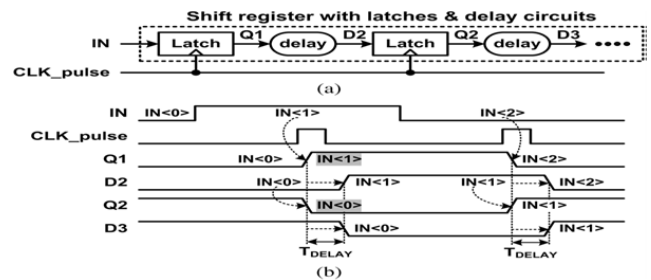 Shift register with latches & delay circuits
IN Latch Q1 delay D2 Latch Q2 delay D3
CLK_pulse
(a)
IN IN<0> IN<1> IN<2>
CLK_pulse
Q1 IN<0> IN<1> IN<2>
D2 IN<0> IN<1> IN<1> IN<2>
Q2 IN<0> IN<1>
D3 IN<0> IN<1>
TDELAY TDELAY
(b)